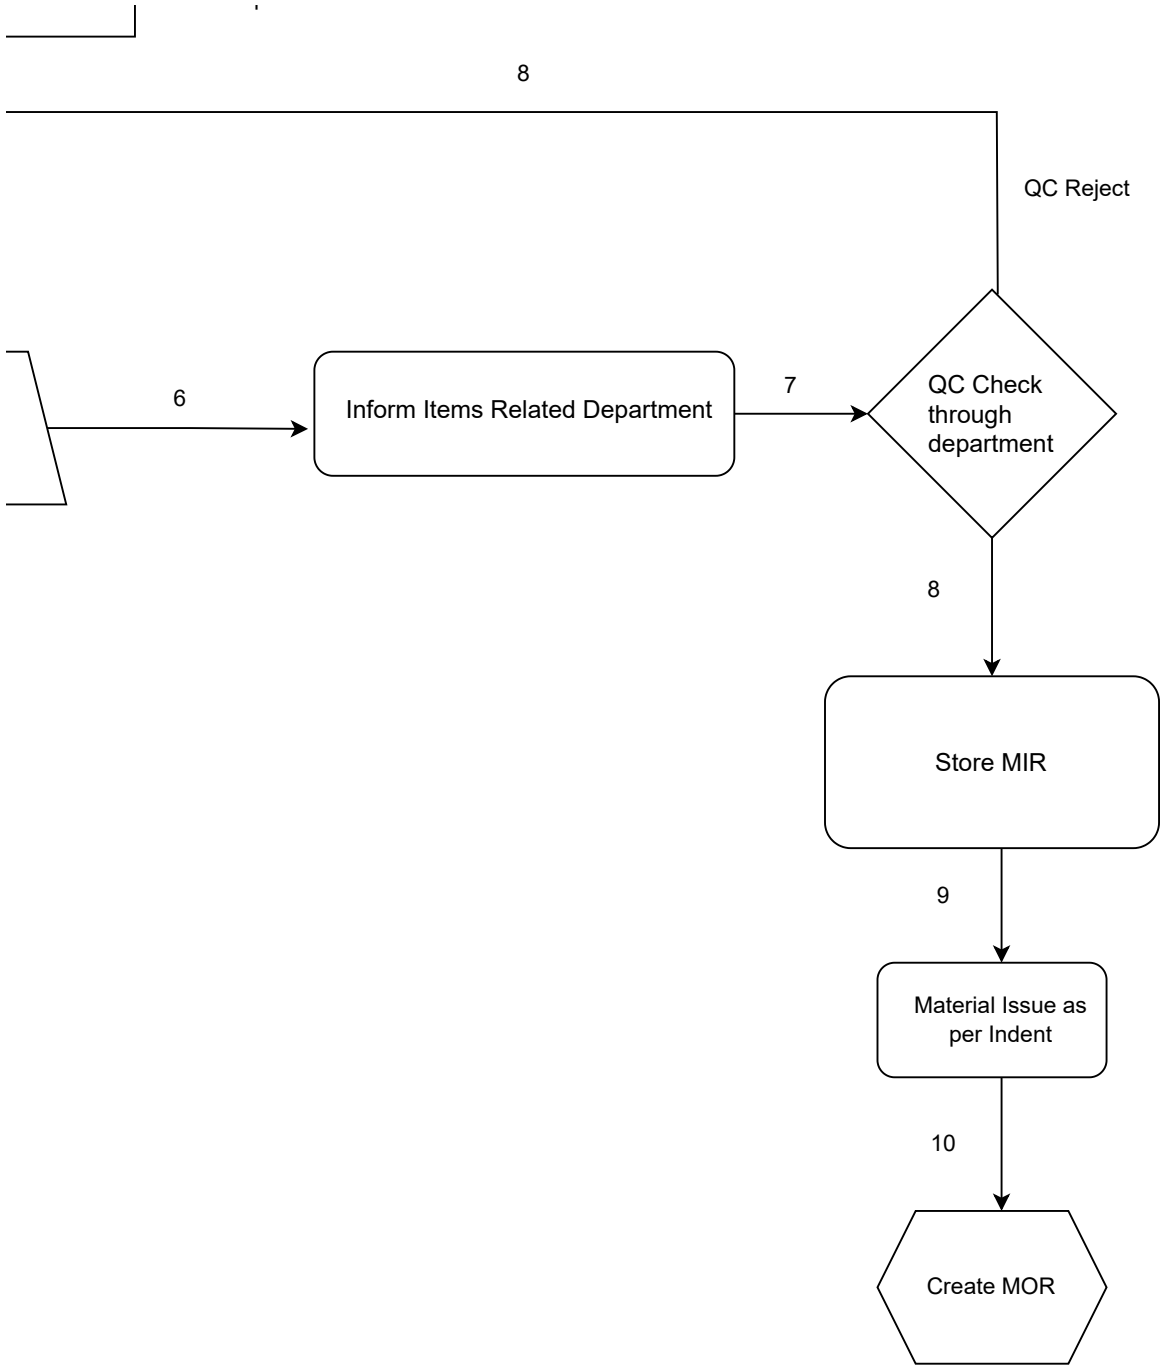 8
QC Reject
6
Inform Items Related Department
7
QC Check
through
department
8
Store MIR
9
Material Issue as
per Indent
10
Create MOR